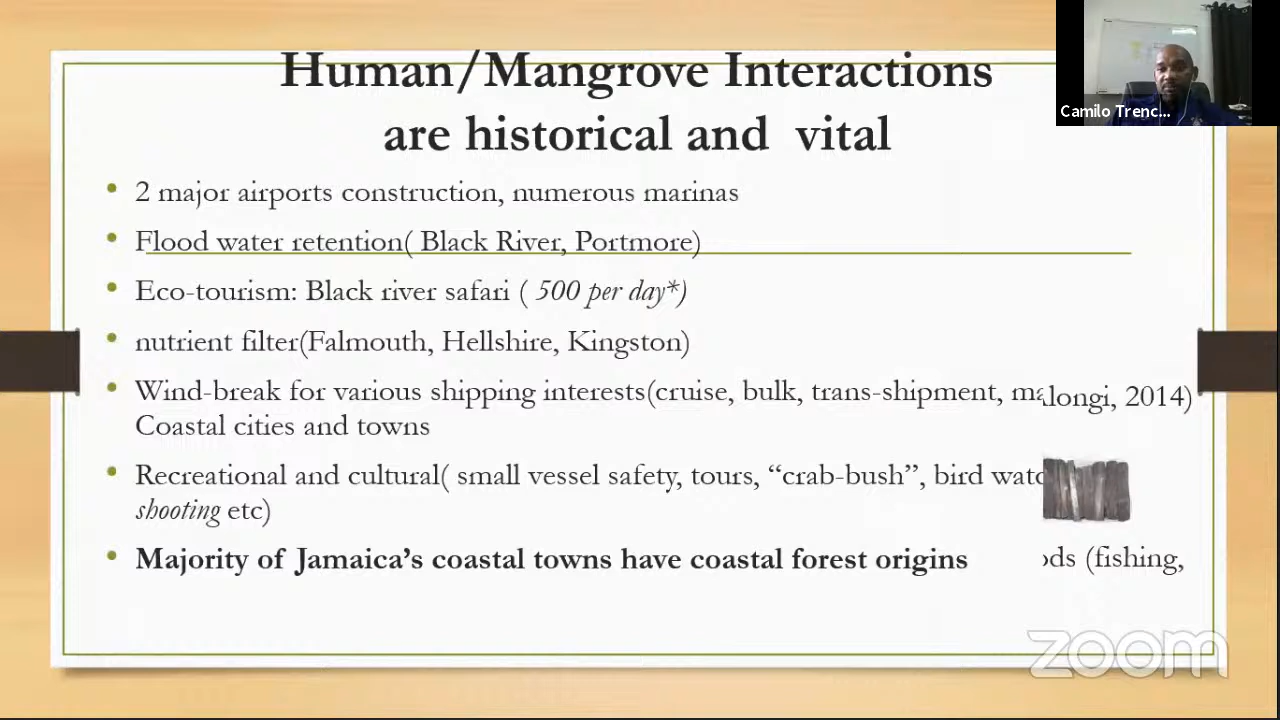 Human/Mangrove Interactions
are historical and vital
Camilo Trenc...
2 major airports construction, numerous marinas
Flood water retention( Black River, Portmore)
Eco-tourism: Black river safari ( 500 per day*)
nutrient filter(Falmouth, Hellshire, Kingston)
Wind-break for various shipping interests(cruise, bulk, trans-shipment,
longi, 2014)
Coastal cities and towns
Recreational and cultural( small vessel safety, tours, “crab-bush”, bird
shooting etc)
Majority of Jamaica’s coastal towns have coastal forest origins
(fishing,
zoom